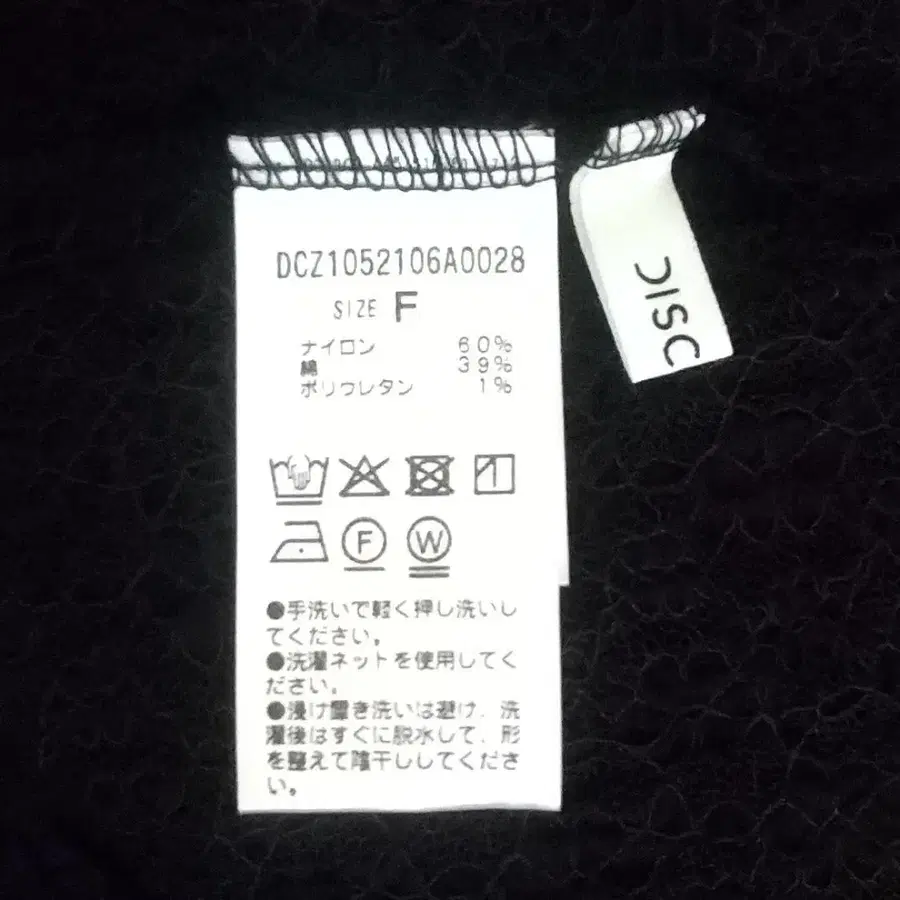 DCZ1052106A0028
SIZE F
ナイロン 60%
綿 39%
ポリウレタン 1%
F W
●手洗いで軽く押し洗いし
てください。
●洗濯ネットを使用してく
ださい。
●浸け置き洗いは避け、洗
濯後はすぐに脱水して、形
を整えて陰干ししてくださ
い。
DISC